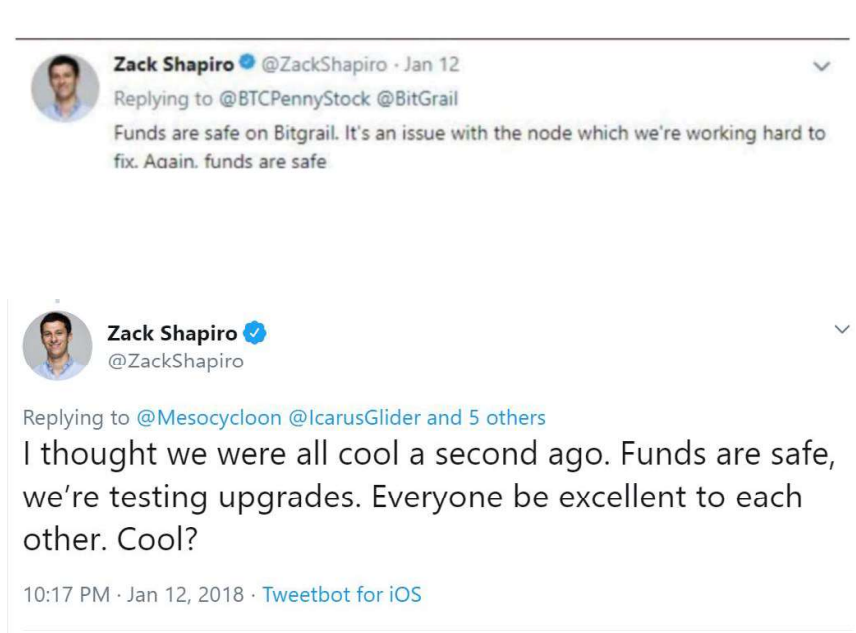 Zack Shapiro @ZackShapiro · Jan 12
Replying to @BTCPennyStock @BitGrail
Funds are safe on Bitgrail. It's an issue with the node which we're working hard to
fix. Again. funds are safe
Zack Shapiro
@ZackShapiro
Replying to @Mesocycloon @IcarusGlider and 5 others
I thought we were all cool a second ago. Funds are safe,
we’re testing upgrades. Everyone be excellent to each
other. Cool?
10:17 PM · Jan 12, 2018 · Tweetbot for iOS